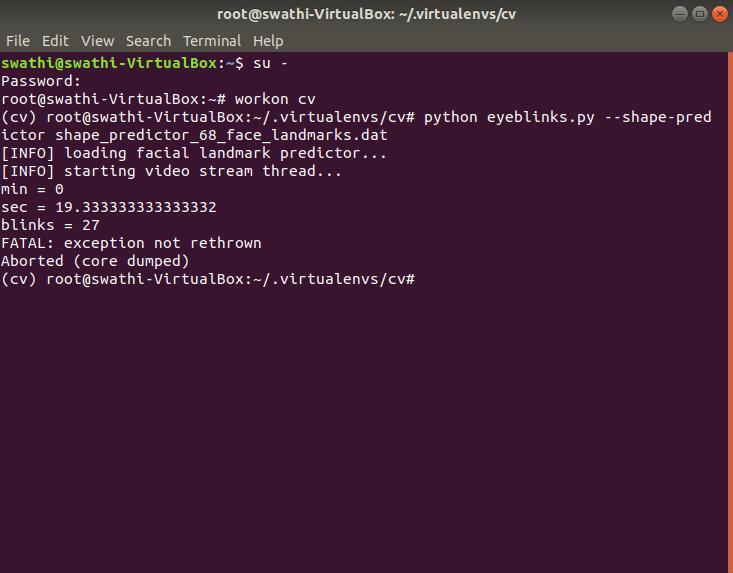 root@swathi-VirtualBox: ~/.virtualenvs/cv
File Edit View Search Terminal Help
swathi@swathi-VirtualBox:~$ su -
Password:
root@swathi-VirtualBox:~# workon cv
(cv) root@swathi-VirtualBox:~/.virtualenvs/cv# python eyeblinks.py --shape-pred
ictor shape_predictor_68_face_landmarks.dat
[INFO] loading facial landmark predictor...
[INFO] starting video stream thread...
min = 0
sec = 19.333333333333332
blinks = 27
FATAL: exception not rethrown
Aborted (core dumped)
(cv) root@swathi-VirtualBox:~/.virtualenvs/cv#